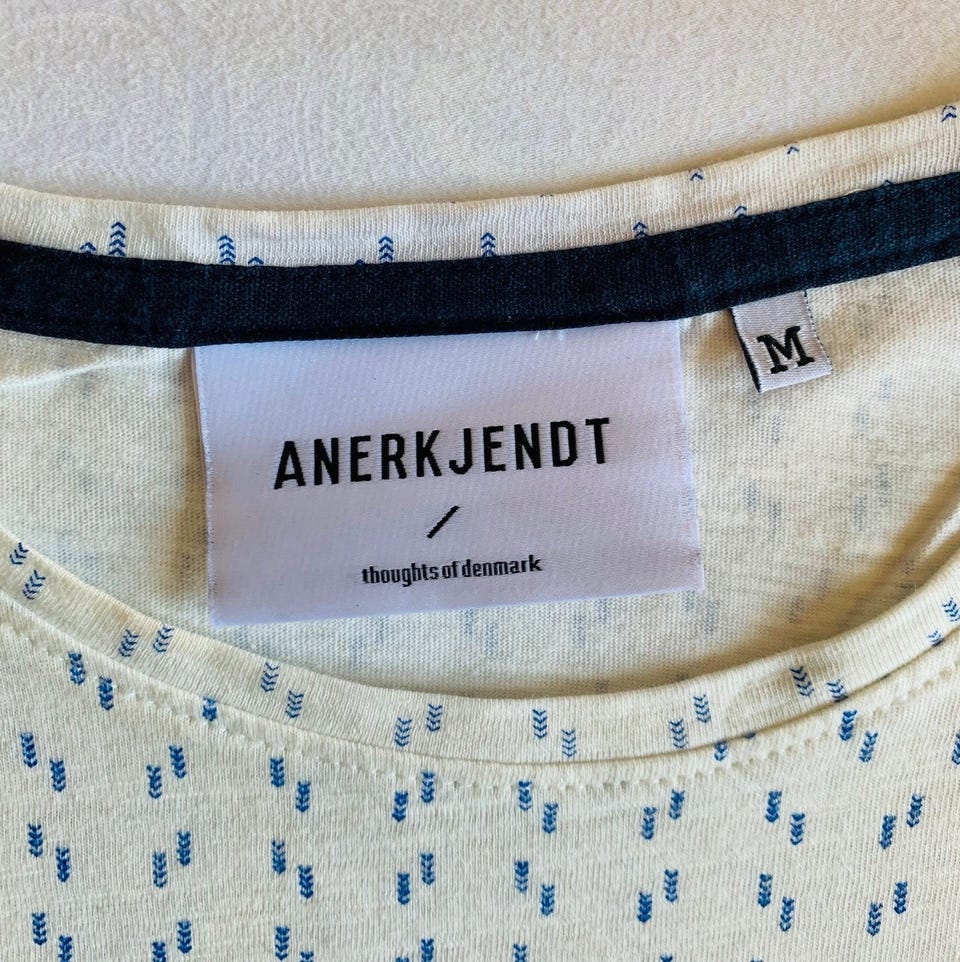 M
ANERKJENDT
/
thoughts of denmark